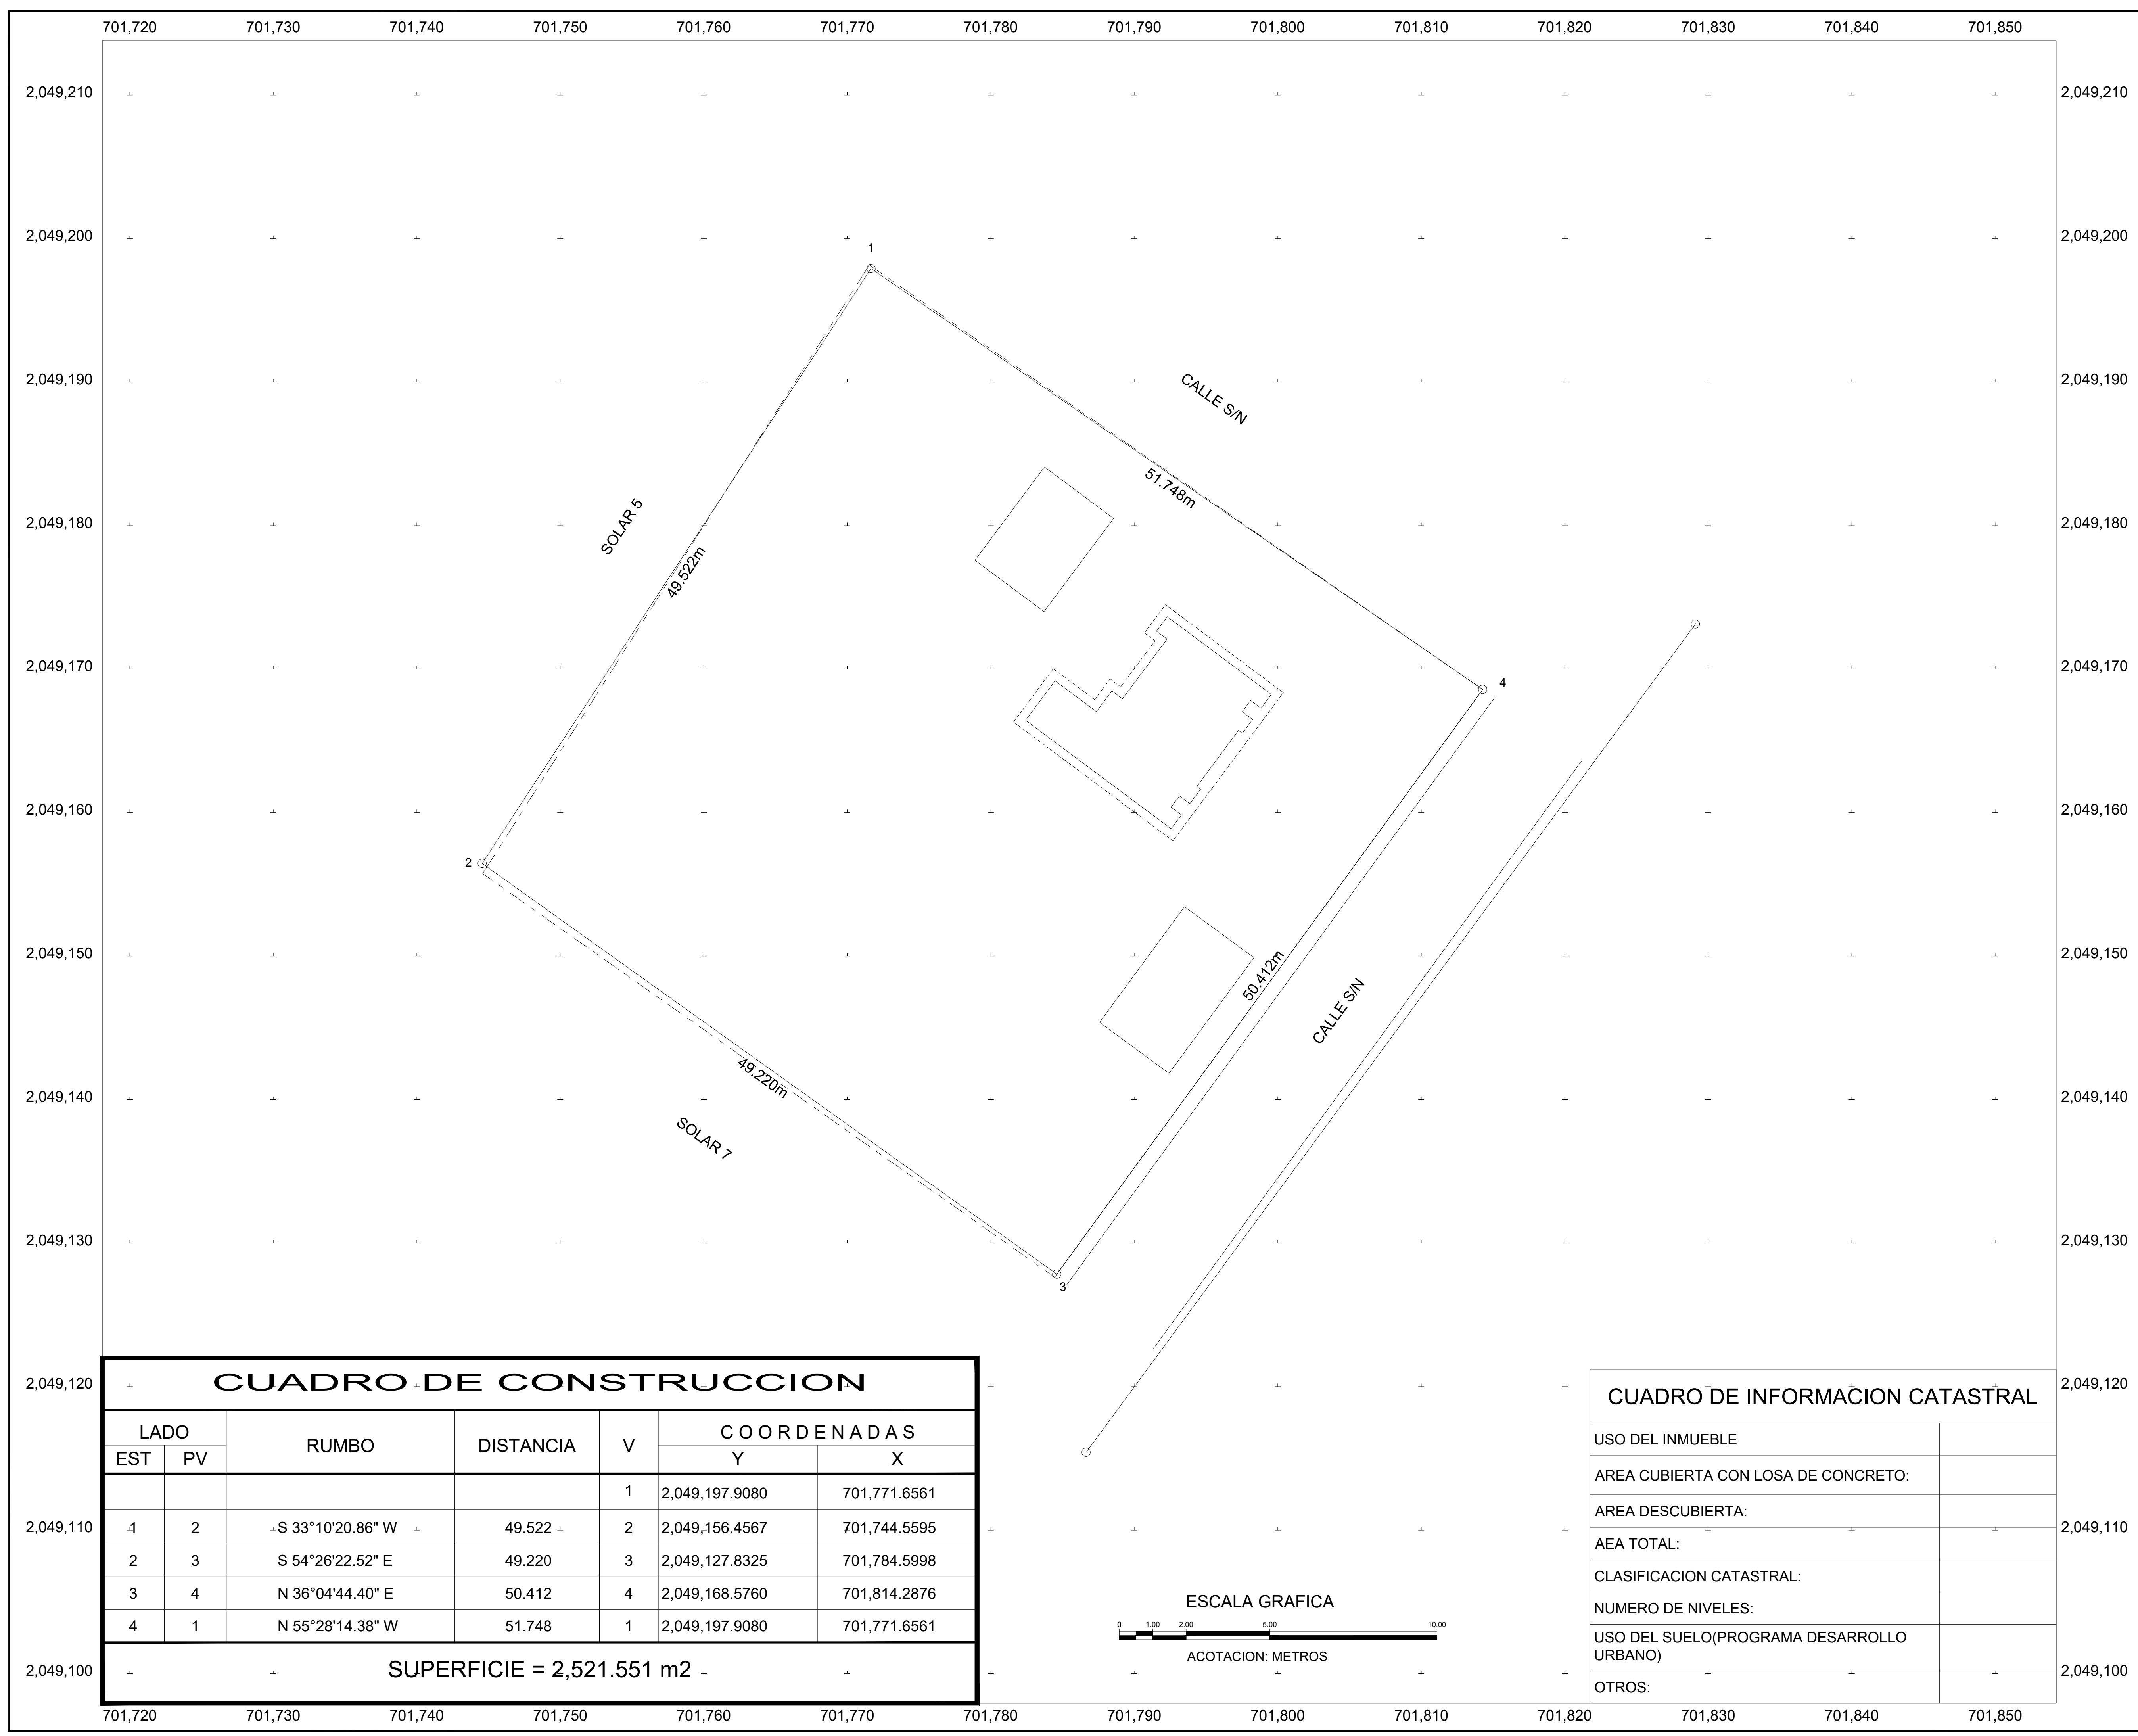 701,720 701,730 701,740 701,750 701,760 701,770 701,780 701,790 701,800 701,810 701,820 701,830 701,840 701,850
2,049,210 2,049,210
2,049,200 2,049,200
1
2,049,190 2,049,190
CALLE S/N
51.748m
SOLAR 5
2,049,180 2,049,180
49.522m
2,049,170 2,049,170
4
2,049,160 2,049,160
2
2,049,150 2,049,150
50.412m
CALLE S/N
49.220m
2,049,140 2,049,140
SOLAR 7
2,049,130 2,049,130
3
2,049,120 2,049,120
CUADRO DE CONSTRUCCION
LADO RUMBO DISTANCIA V COORDENADAS
EST PV Y X
1 2,049,197.9080 701,771.6561
2,049,110 2,049,110
1 2 S 33°10'20.86" W 49.522 2 2,049,156.4567 701,744.5595
2 3 S 54°26'22.52" E 49.220 3 2,049,127.8325 701,784.5998
3 4 N 36°04'44.40" E 50.412 4 2,049,168.5760 701,814.2876
4 1 N 55°28'14.38" W 51.748 1 2,049,197.9080 701,771.6561
SUPERFICIE = 2,521.551 m2
2,049,100 2,049,100
ESCALA GRAFICA
0 1.00 2.00 5.00 10.00
ACOTACION: METROS
CUADRO DE INFORMACION CATASTRAL
USO DEL INMUEBLE
AREA CUBIERTA CON LOSA DE CONCRETO:
AREA DESCUBIERTA:
AEA TOTAL:
CLASIFICACION CATASTRAL:
NUMERO DE NIVELES:
USO DEL SUELO(PROGRAMA DESARROLLO
URBANO)
OTROS:
701,720 701,730 701,740 701,750 701,760 701,770 701,780 701,790 701,800 701,810 701,820 701,830 701,840 701,850